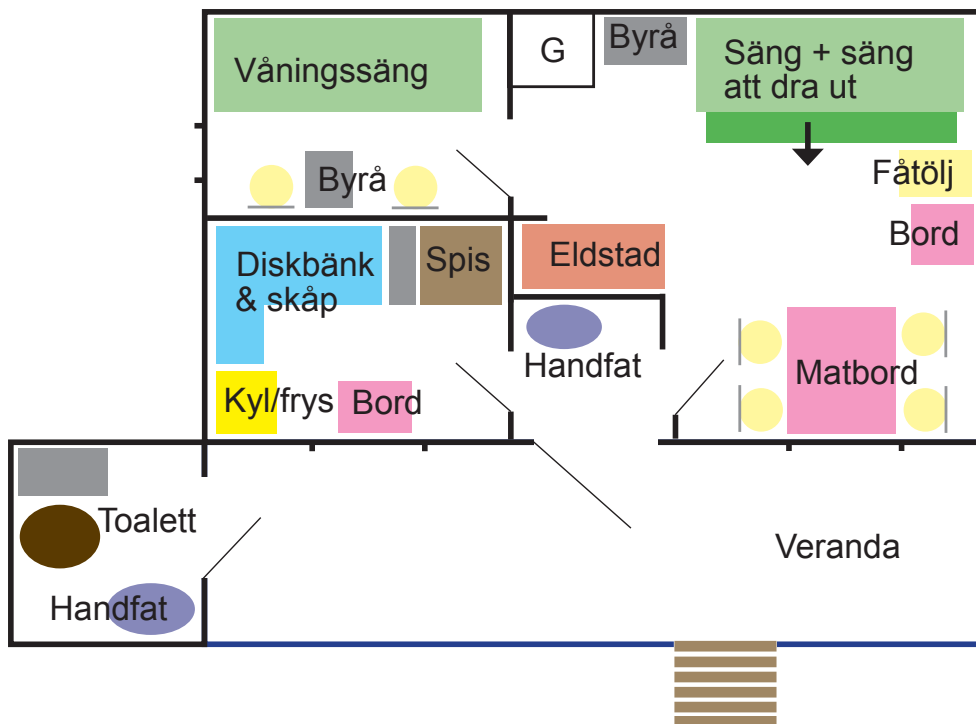 Våningssäng
G
Byrå
Säng + säng
att dra ut
Byrå
Fåtölj
Bord
Diskbänk
& skåp
Spis
Eldstad
Handfat
Matbord
Kyl/frys
Bord
Toalett
Handfat
Veranda